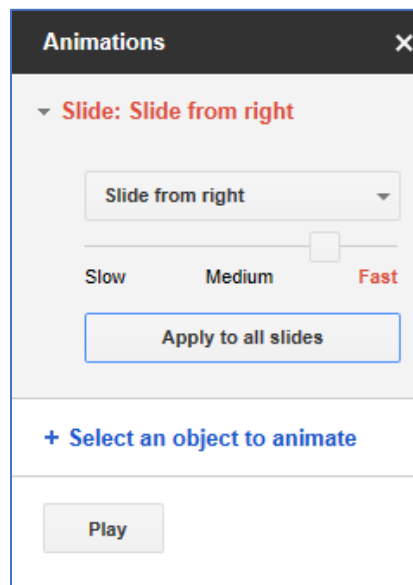 Animations ×
Slide: Slide from right
Slide from right
Slow Medium Fast
Apply to all slides
+ Select an object to animate
Play